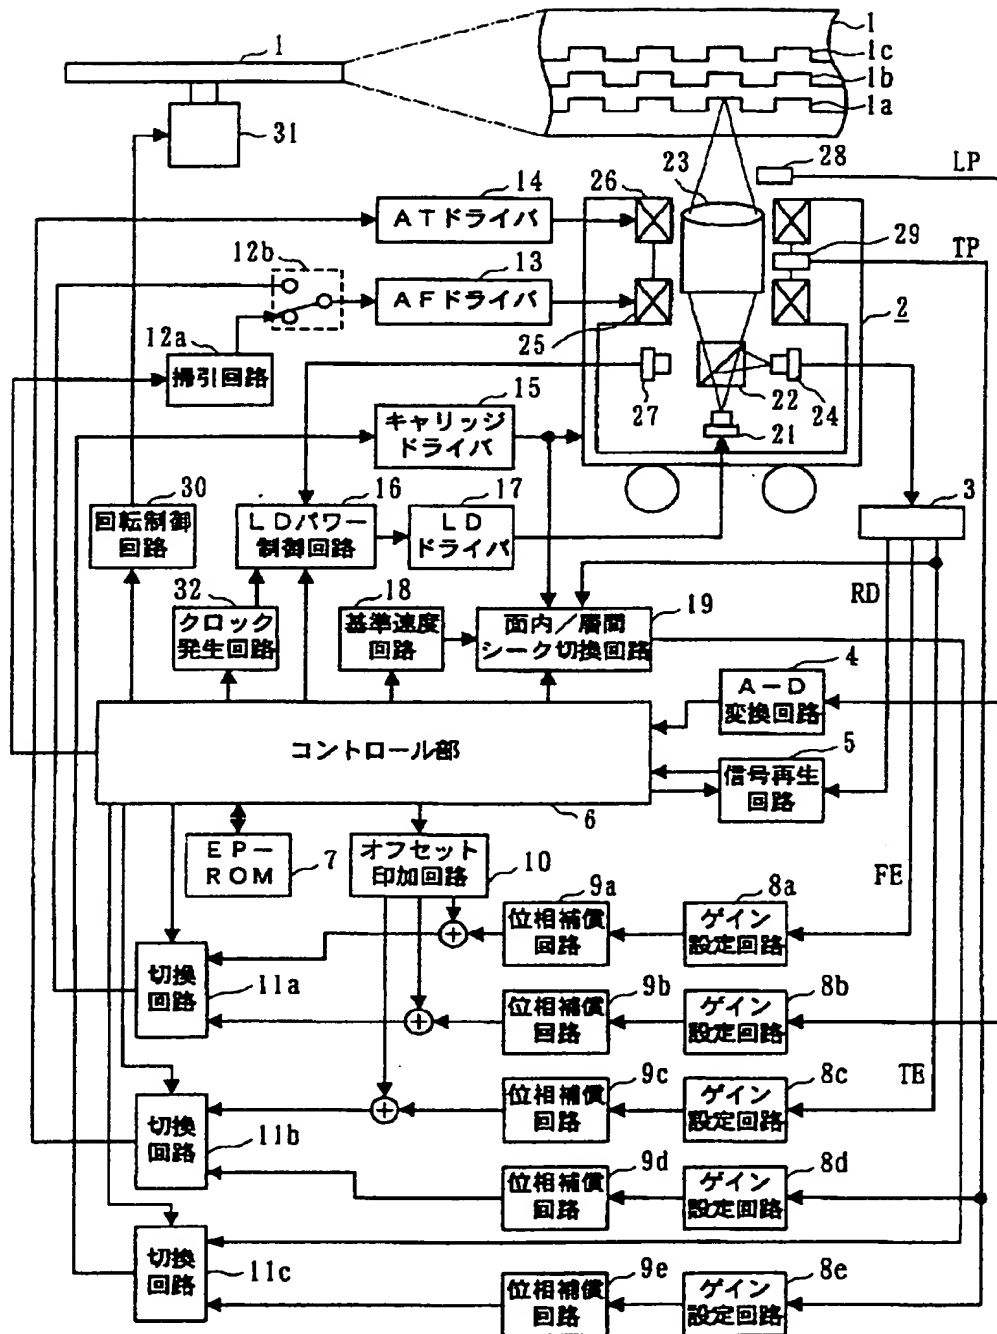 1
1
1c
1b
1a
31
28
LP
14
26
23
ATドライバ
29
TP
12b
13
AFドライバ
2
12a
25
掃引回路
27
22
24
15
キャリッジ
ドライバ
21
30
16
17
3
回転制御
回路
LDパワー
制御回路
LD
ドライバ
RD
32
18
19
クロック
発生回路
基準速度
回路
面内/層間
シーク切換回路
4
A-D
変換回路
コントロール部
5
信号再生
回路
6
EP-
ROM
7
オフセット
印加回路
10
FE
9a
8a
位相補償
回路
ゲイン
設定回路
切換
回路
11a
9b
8b
位相補償
回路
ゲイン
設定回路
TE
9c
8c
位相補償
回路
ゲイン
設定回路
切換
回路
11b
9d
8d
位相補償
回路
ゲイン
設定回路
切換
回路
11c
9e
8e
位相補償
回路
ゲイン
設定回路